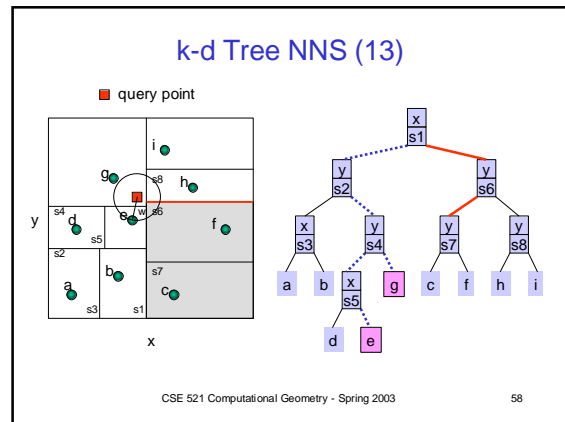 k-d Tree NNS (13)
query point
i
g
s8
h
s4
d
e
w
s6
f
y
s5
s2
s7
b
a
c
s3
s1
x
x
s1
y
s2
y
s6
x
s3
y
s4
y
s7
y
s8
a
b
x
s5
g
c
f
h
i
d
e
CSE 521 Computational Geometry - Spring 2003
58